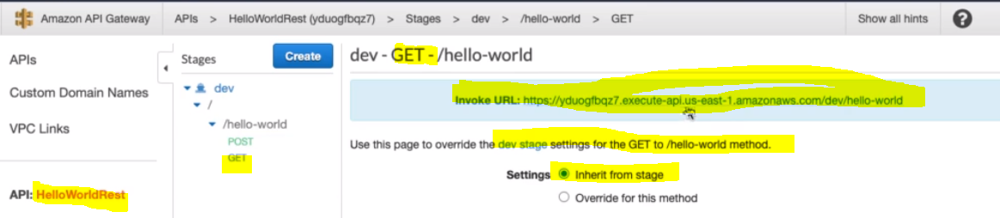 Amazon API Gateway APIs > HelloWorldRest (yduogfbqz7) > Stages > dev > /hello-world > GET Show all hints ?
APIs
Custom Domain Names
VPC Links
API: HelloWorldRest
Stages Create
dev
/
/hello-world
POST
GET
dev - GET - /hello-world
Invoke URL: https://yduogfbqz7.execute-api.us-east-1.amazonaws.com/dev/hello-world
Use this page to override the dev stage settings for the GET to /hello-world method.
Settings Inherit from stage
Override for this method